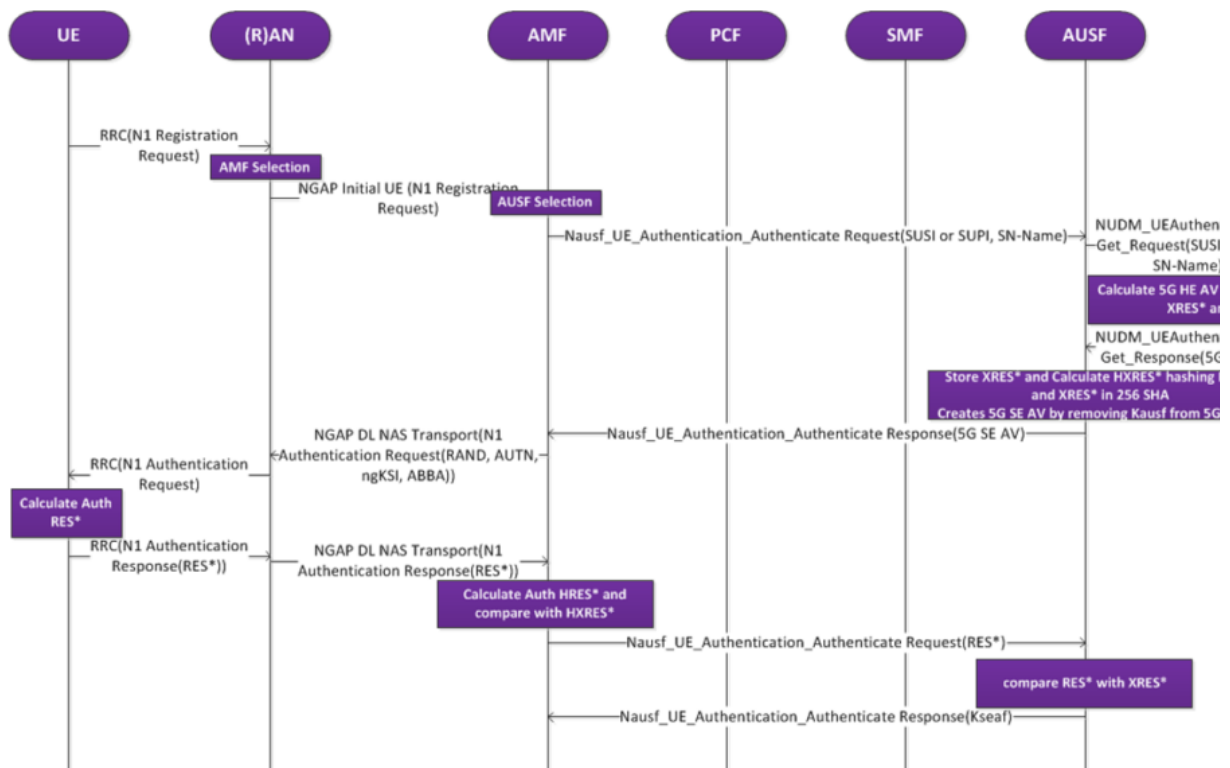 UE
(R)AN
AMF
PCF
SMF
AUSF
RRC(N1 Registration
Request)
AMF Selection
NGAP Initial UE (N1 Registration
Request)
AUSF Selection
Nausf_UE_Authentication_Authenticate Request(SUSI or SUPI, SN-Name)
NUDM_UEAuthen
Get_Request(SUSI
SN-Name)
Calculate 5G HE AV
XRES* an
NUDM_UEAuthen
Get_Response(5G
Store XRES* and Calculate HXRES* hashing
and XRES* in 256 SHA
Creates 5G SE AV by removing Kausf from 5G
Nausf_UE_Authentication_Authenticate Response(5G SE AV)
NGAP DL NAS Transport(N1
Authentication Request(RAND, AUTN,
ngKSI, ABBA))
RRC(N1 Authentication
Request)
Calculate Auth
RES*
RRC(N1 Authentication
Response(RES*))
NGAP DL NAS Transport(N1
Authentication Response(RES*))
Calculate Auth HRES* and
compare with HXRES*
Nausf_UE_Authentication_Authenticate Request(RES*)
compare RES* with XRES*
Nausf_UE_Authentication_Authenticate Response(Kseaf)